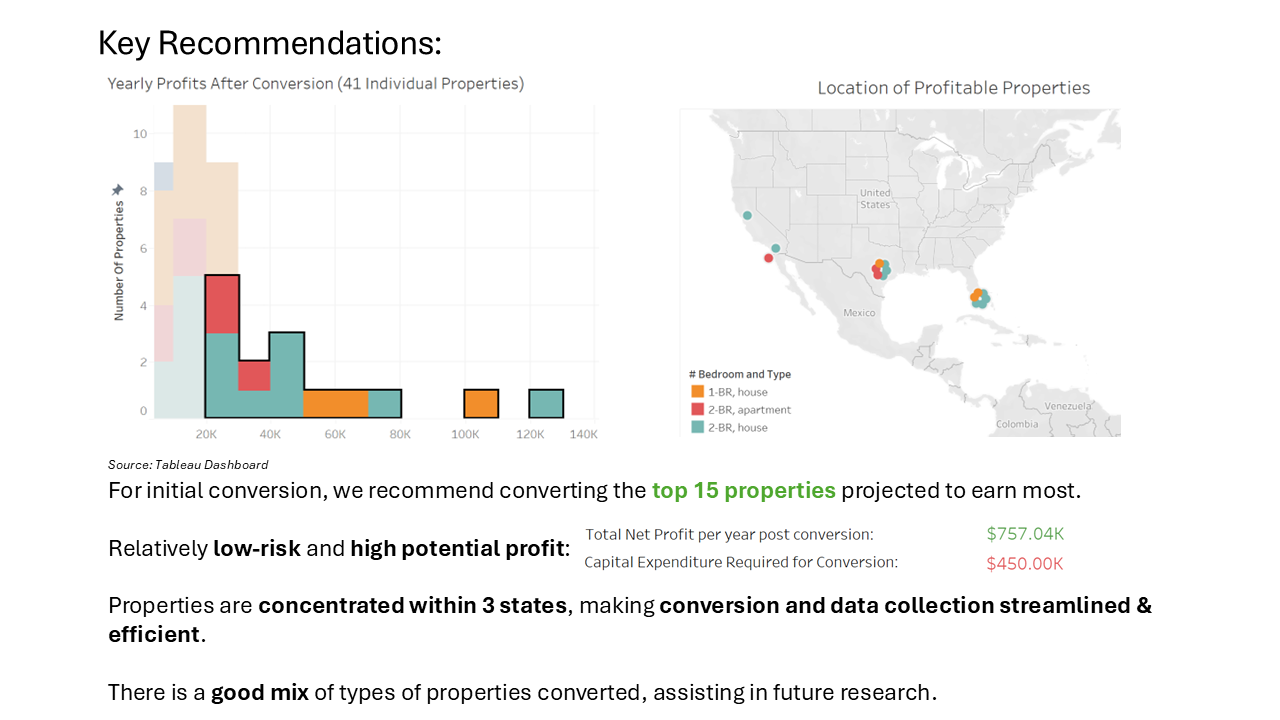 Key Recommendations:
Yearly Profits After Conversion (41 Individual Properties)
Number Of Properties
10
8
6
4
2
0
20K 40K 60K 80K 100K 120K 140K
Source: Tableau Dashboard
Location of Profitable Properties
United
States
Mexico
Venezuela
Colombia
# Bedroom and Type
1-BR, house
2-BR, apartment
2-BR, house
For initial conversion, we recommend converting the top 15 properties projected to earn most.
Relatively low-risk and high potential profit:
Total Net Profit per year post conversion: $757.04K
Capital Expenditure Required for Conversion: $450.00K
Properties are concentrated within 3 states, making conversion and data collection streamlined &
efficient.
There is a good mix of types of properties converted, assisting in future research.